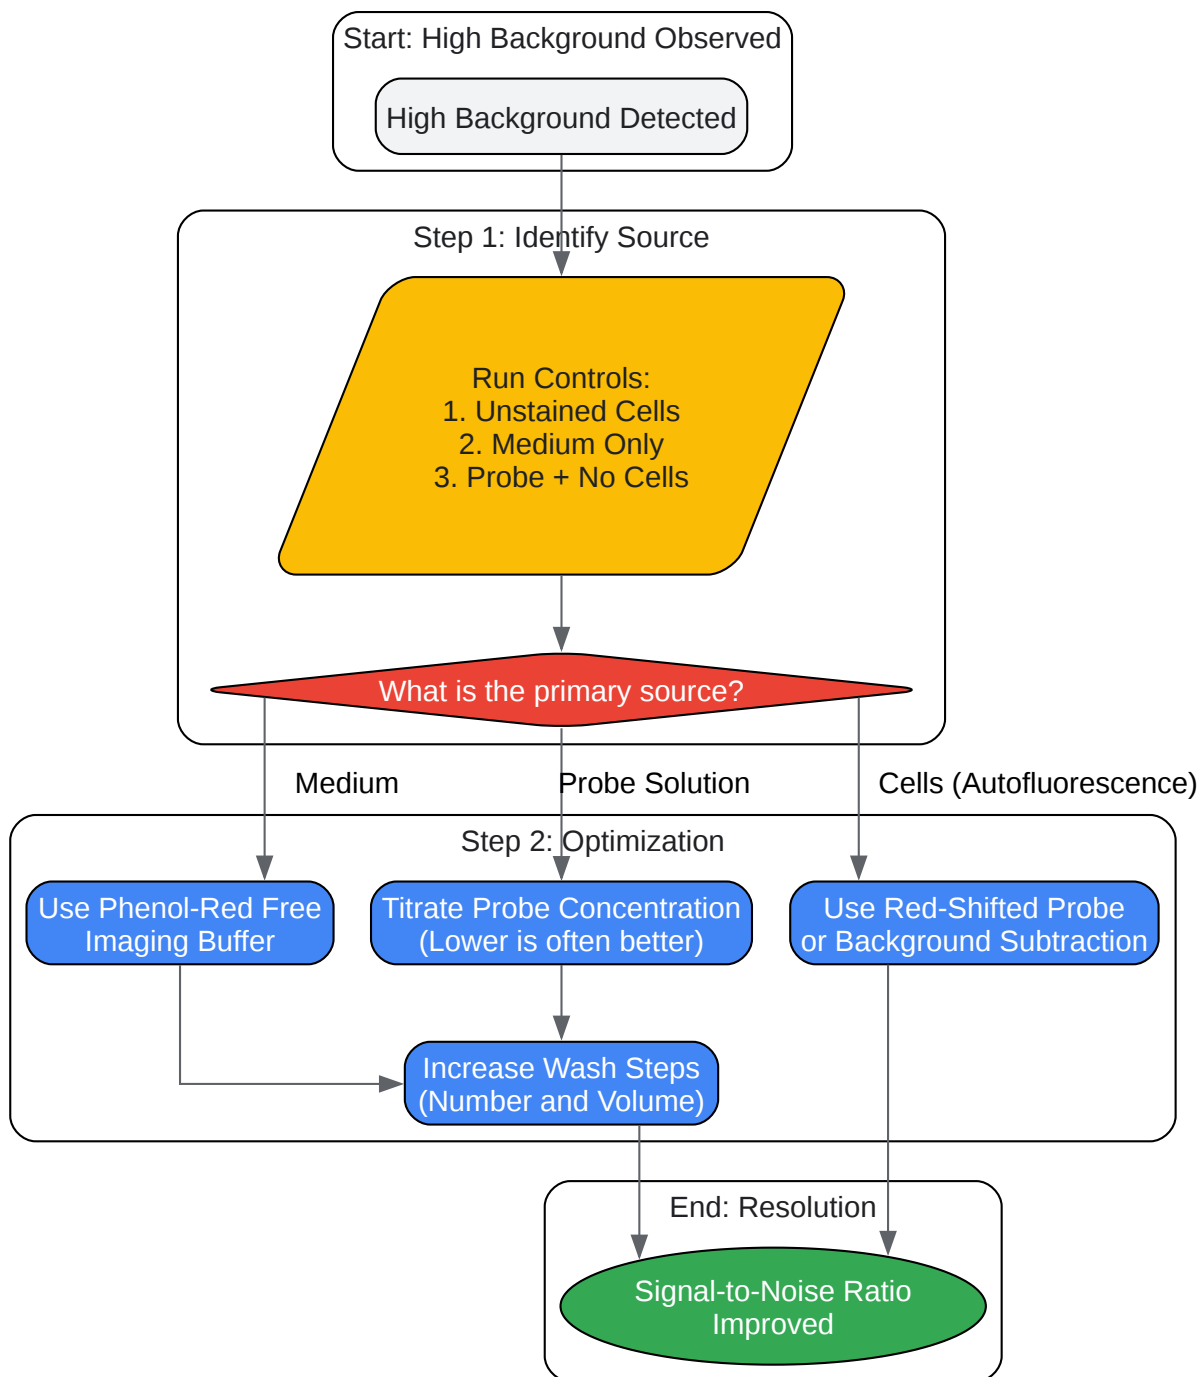 Start: High Background Observed
High Background Detected
Step 1: Identify Source
Run Controls:
1. Unstained Cells
2. Medium Only
3. Probe + No Cells
What is the primary source?
Medium
Probe Solution
Cells (Autofluorescence)
Step 2: Optimization
Use Phenol-Red Free
Imaging Buffer
Titrate Probe Concentration
(Lower is often better)
Use Red-Shifted Probe
or Background Subtraction
Increase Wash Steps
(Number and Volume)
End: Resolution
Signal-to-Noise Ratio
Improved